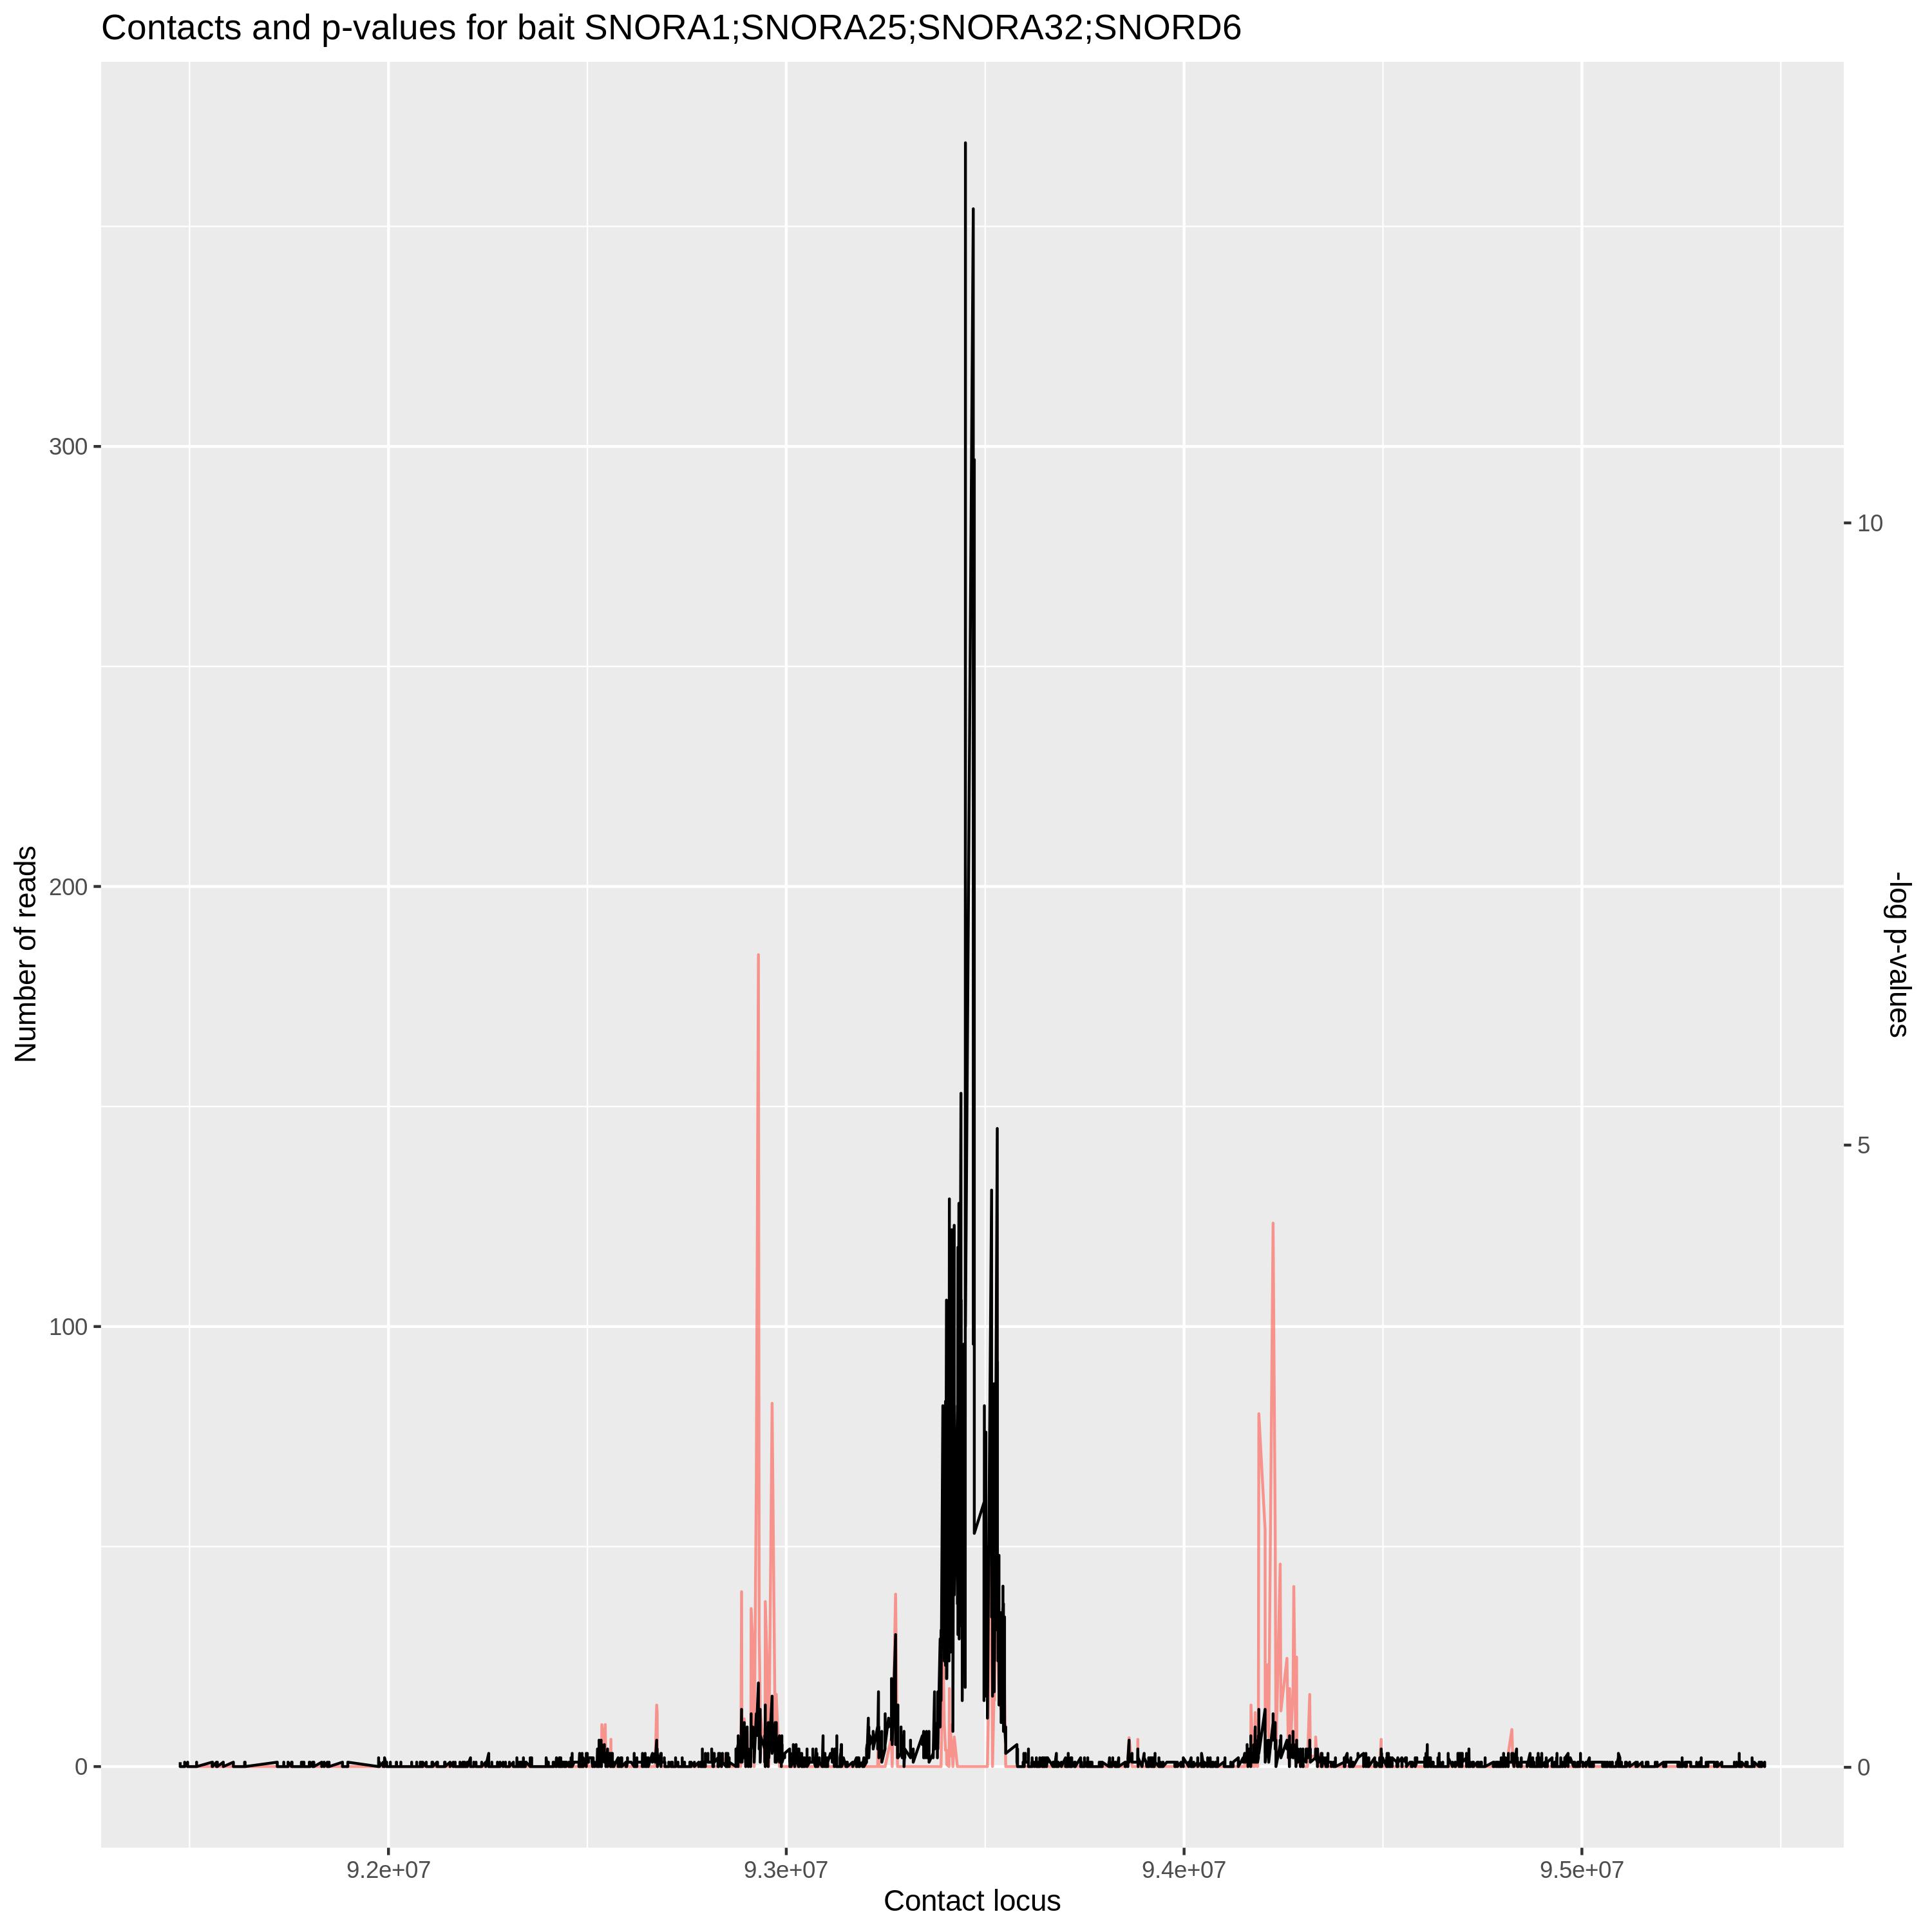 Contacts and p-values for bait SNORA1;SNORA25;SNORA32;SNORD6
300
200
100
0
Number of reads
10
5
0
-log p-values
9.2e+07 9.3e+07 9.4e+07 9.5e+07
Contact locus